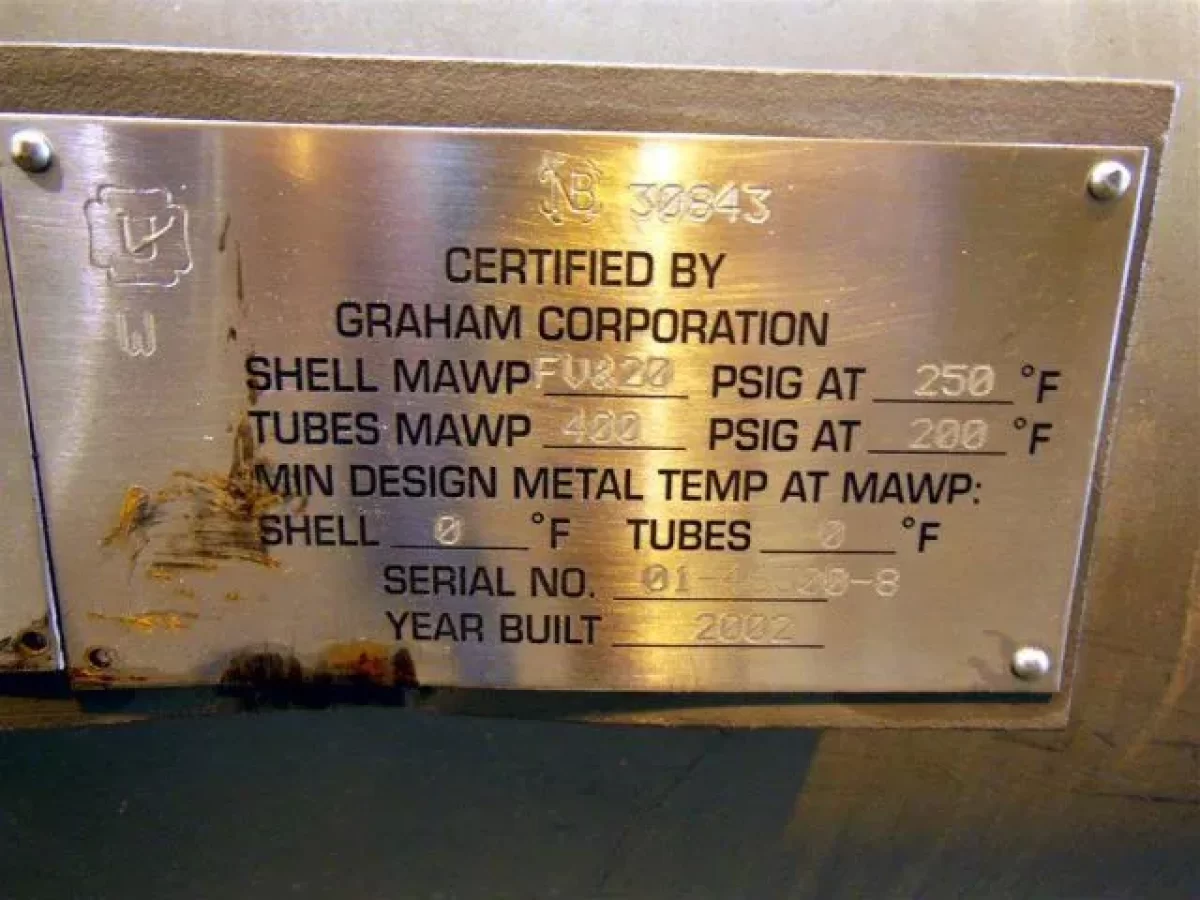 U
W
NB 30843
CERTIFIED BY
GRAHAM CORPORATION
SHELL MAWP FV&20 PSIG AT 250 °F
TUBES MAWP 400 PSIG AT 200 °F
MIN DESIGN METAL TEMP AT MAWP:
SHELL 0 °F TUBES 0 °F
SERIAL NO.
YEAR BUILT 2002